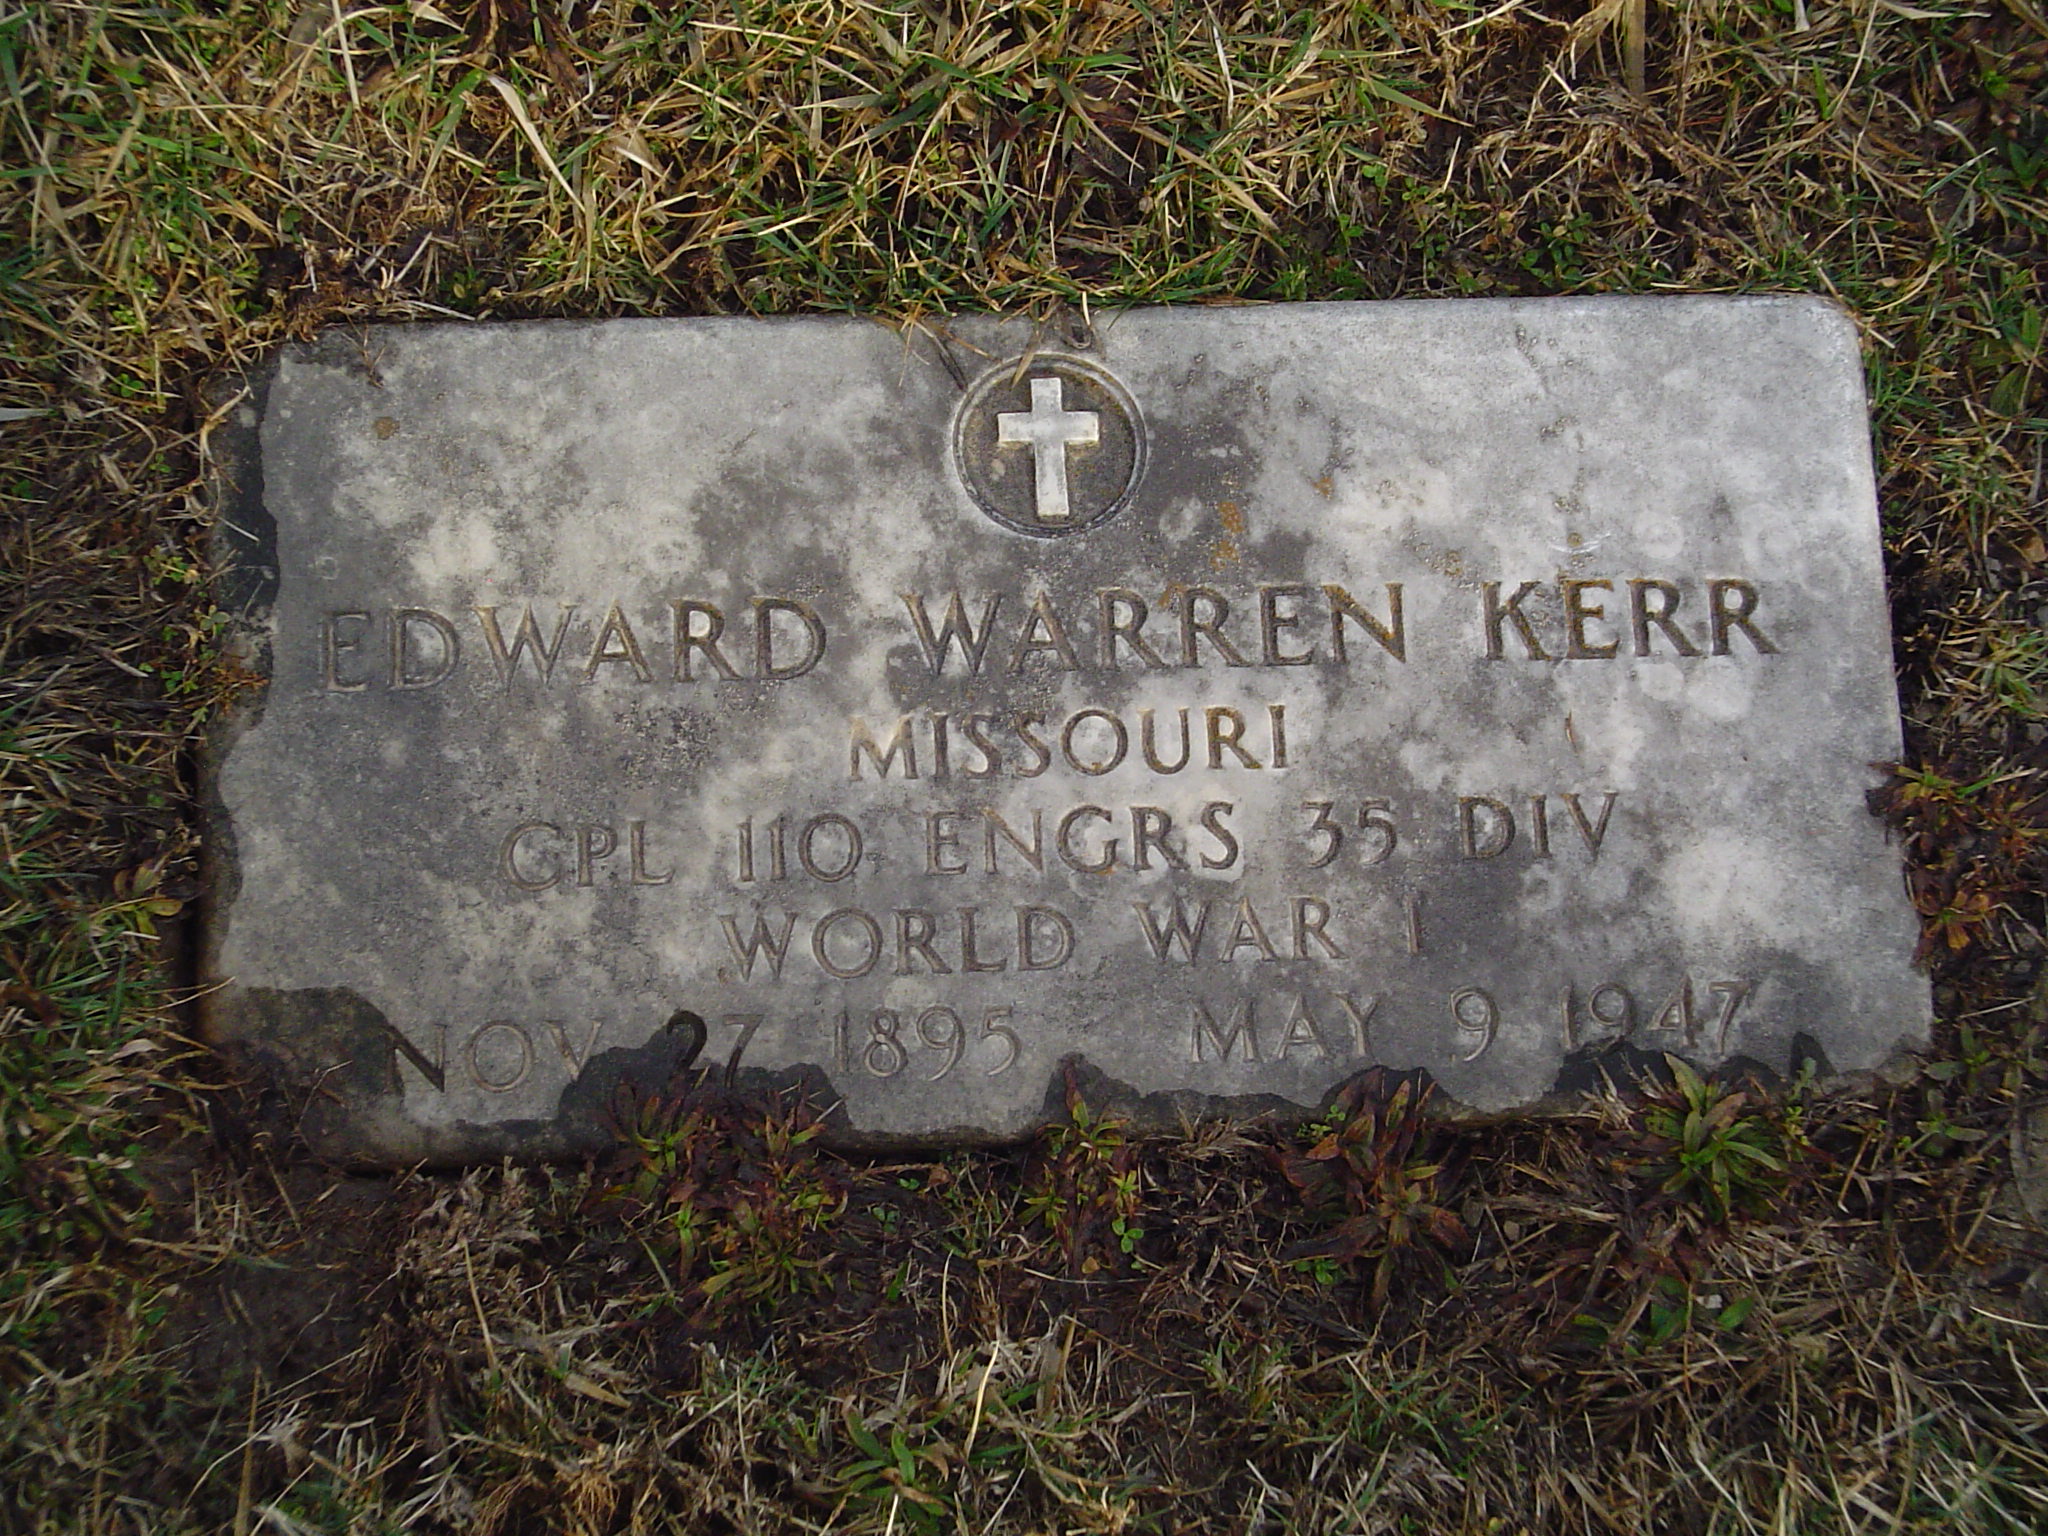 EDWARD WARREN KERR
MISSOURI
CPL 110 ENGRS 35 DIV
WORLD WAR I
NOV 27 1895 MAY 9 1947